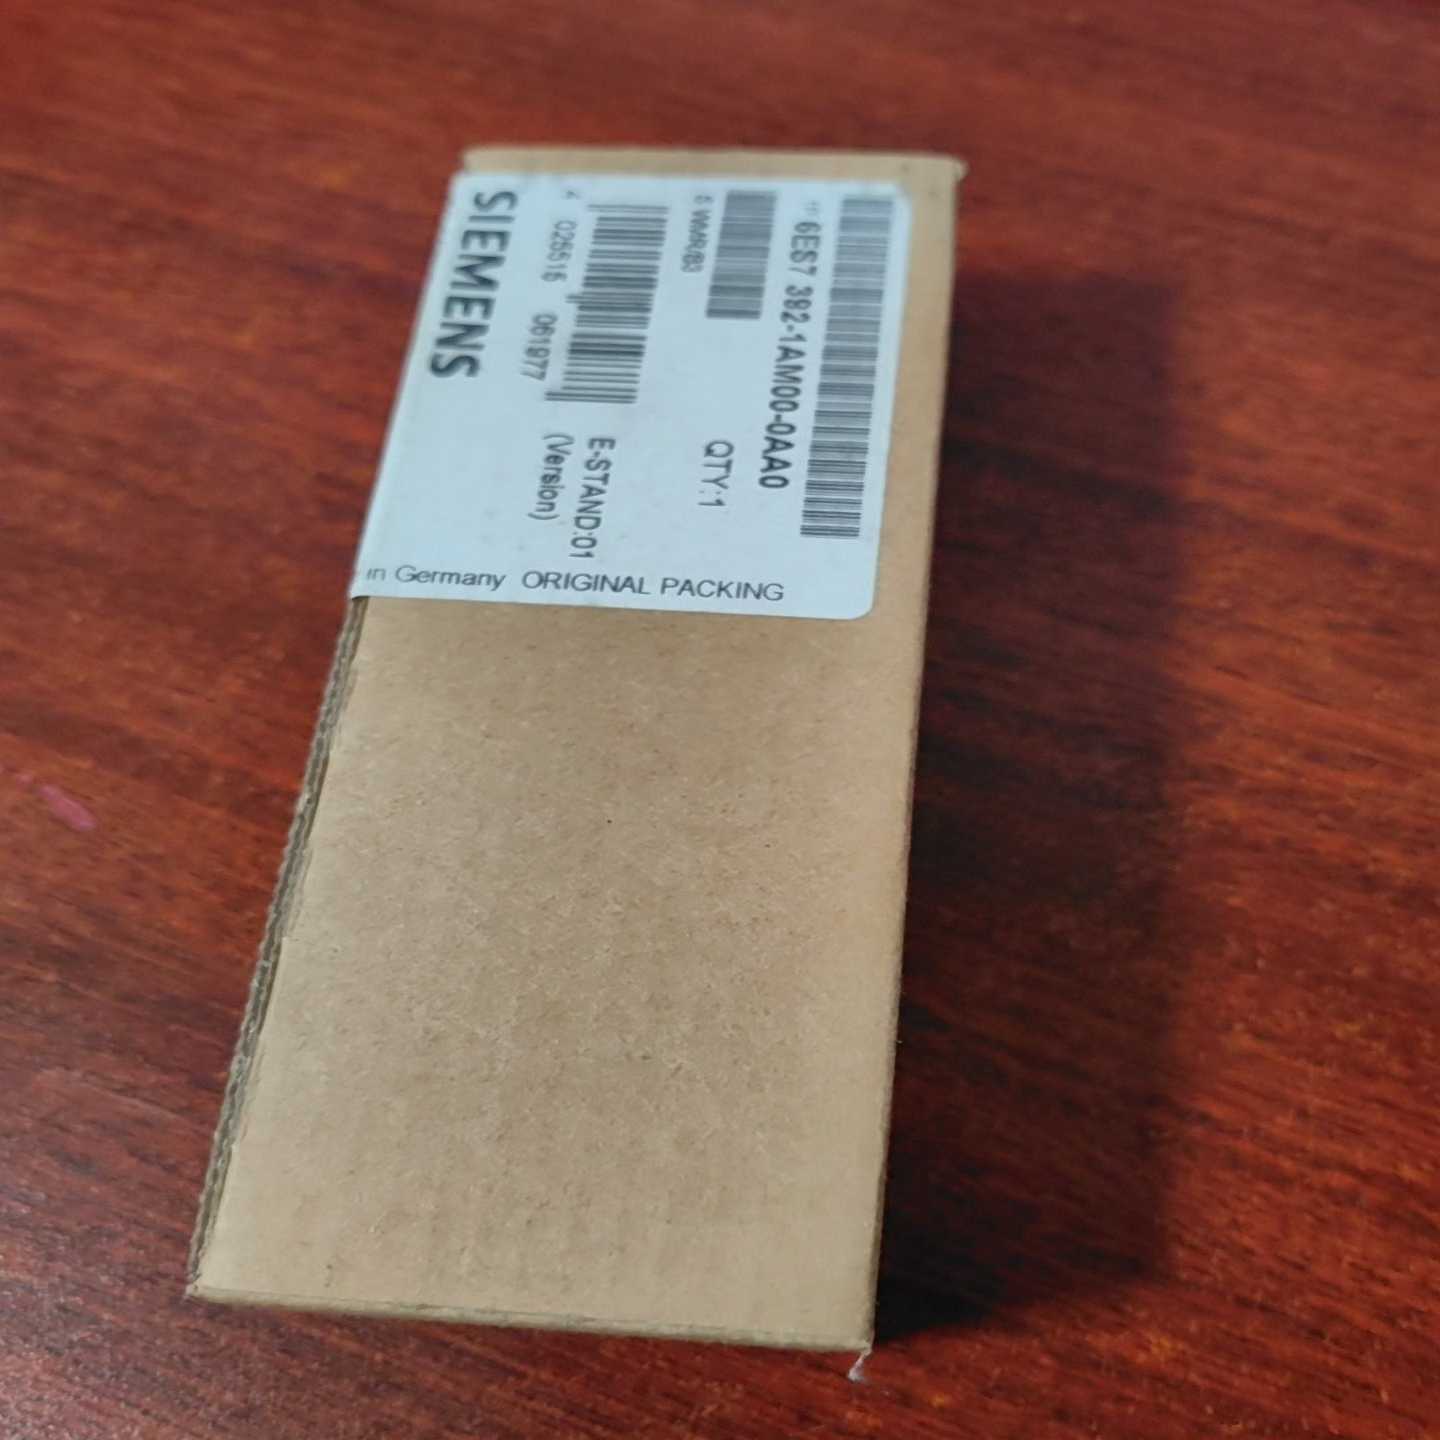 6ES7 392-1AM00-0AA0
QTY:1
E-STAND:01
(Version)
SIEMENS
in Germany ORIGINAL PACKING